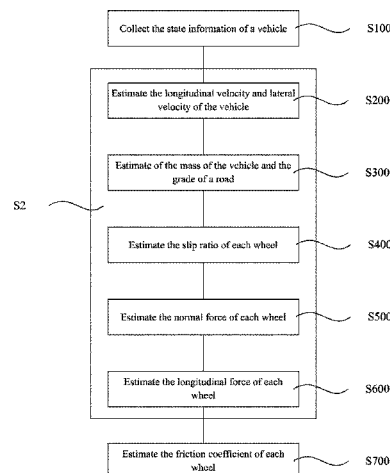 Collect the state information of a vehicle
S100
Estimate the longitudinal velocity and lateral
velocity of the vehicle
S200
Estimate of the mass of the vehicle and the
grade of a road
S300
S2
Estimate the slip ratio of each wheel
S400
Estimate the normal force of each wheel
S500
Estimate the longitudinal force of each
wheel
S600
Estimate the friction coefficient of each
wheel
S700